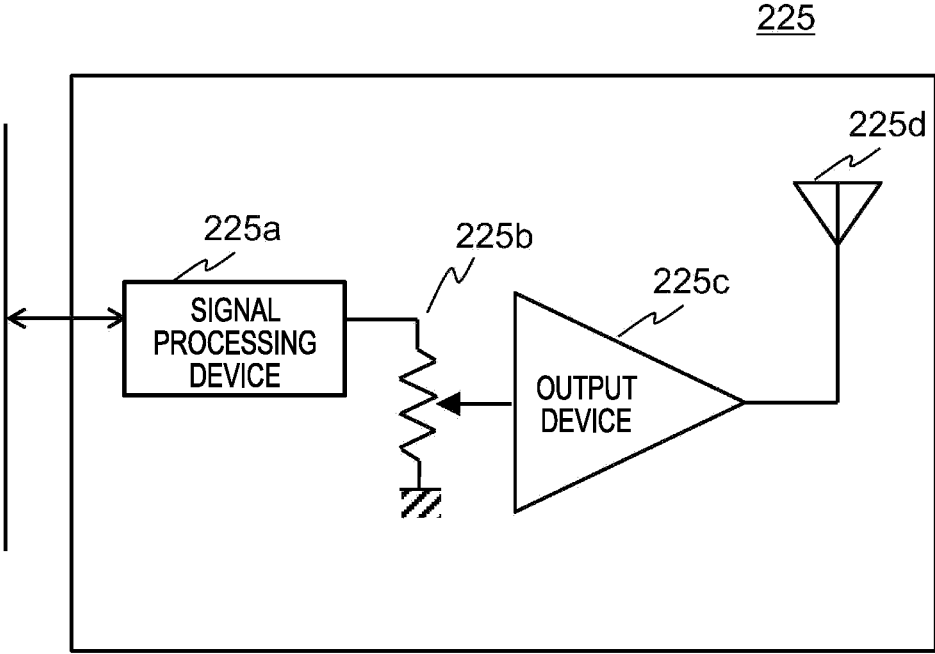 225
225d
225a
225b
225c
SIGNAL
PROCESSING
DEVICE
OUTPUT
DEVICE